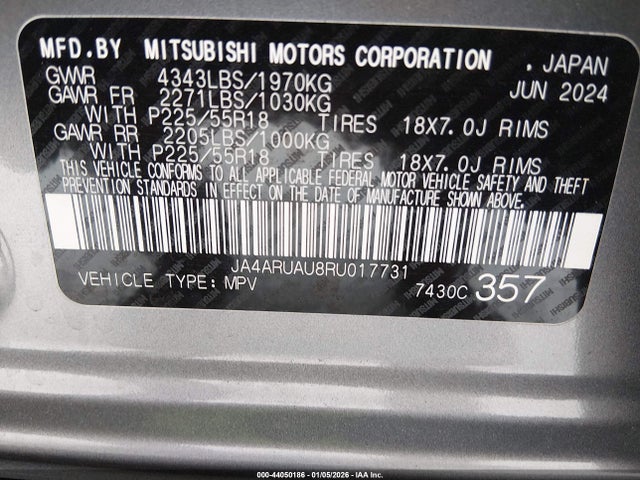 MFD.BY MITSUBISHI MOTORS CORPORATION . JAPAN
GVWR 4343LBS/1970KG JUN 2024
GAWR FR 2271LBS/1030KG
WITH P225/55R18 TIRES 18X7.0J RIMS
GAWR RR 2205LBS/1000KG
WITH P225/55R18 TIRES 18X7.0J RIMS
THIS VEHICLE CONFORMS TO ALL APPLICABLE FEDERAL MOTOR VEHICLE SAFETY AND THEFT
PREVENTION STANDARDS IN EFFECT ON THE DATE OF MANUFACTURE SHOWN ABOVE.
JA4ARUAU8RU017731
VEHICLE TYPE: MPV 7430C 357
000-44050186 - 01/05/2026 - IAA Inc.